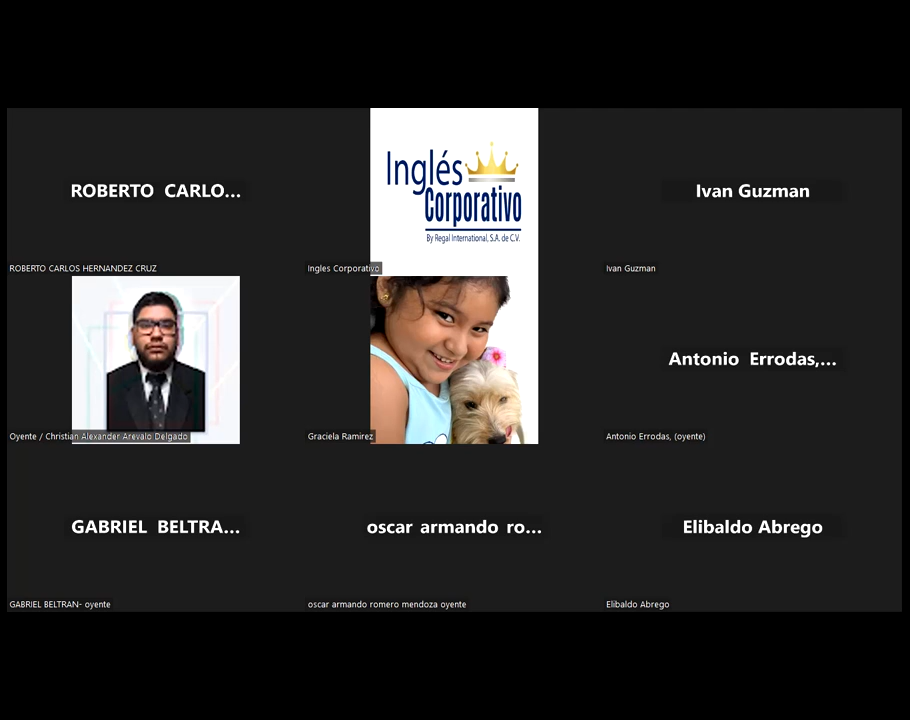 ROBERTO CARLO...
ROBERTO CARLOS HERNANDEZ CRUZ
Inglés
Corporativo
By Regal International, S.A. de C.V.
Ingles Corporativo
Ivan Guzman
Ivan Guzman
Oyente / Christian Alexander Arevalo Delgado
Graciela Ramirez
Antonio Errodas,...
Antonio Errodas, (oyente)
GABRIEL BELTRA...
GABRIEL BELTRAN- oyente
oscar armando ro...
oscar armando romero mendoza oyente
Elibaldo Abrego
Elibaldo Abrego